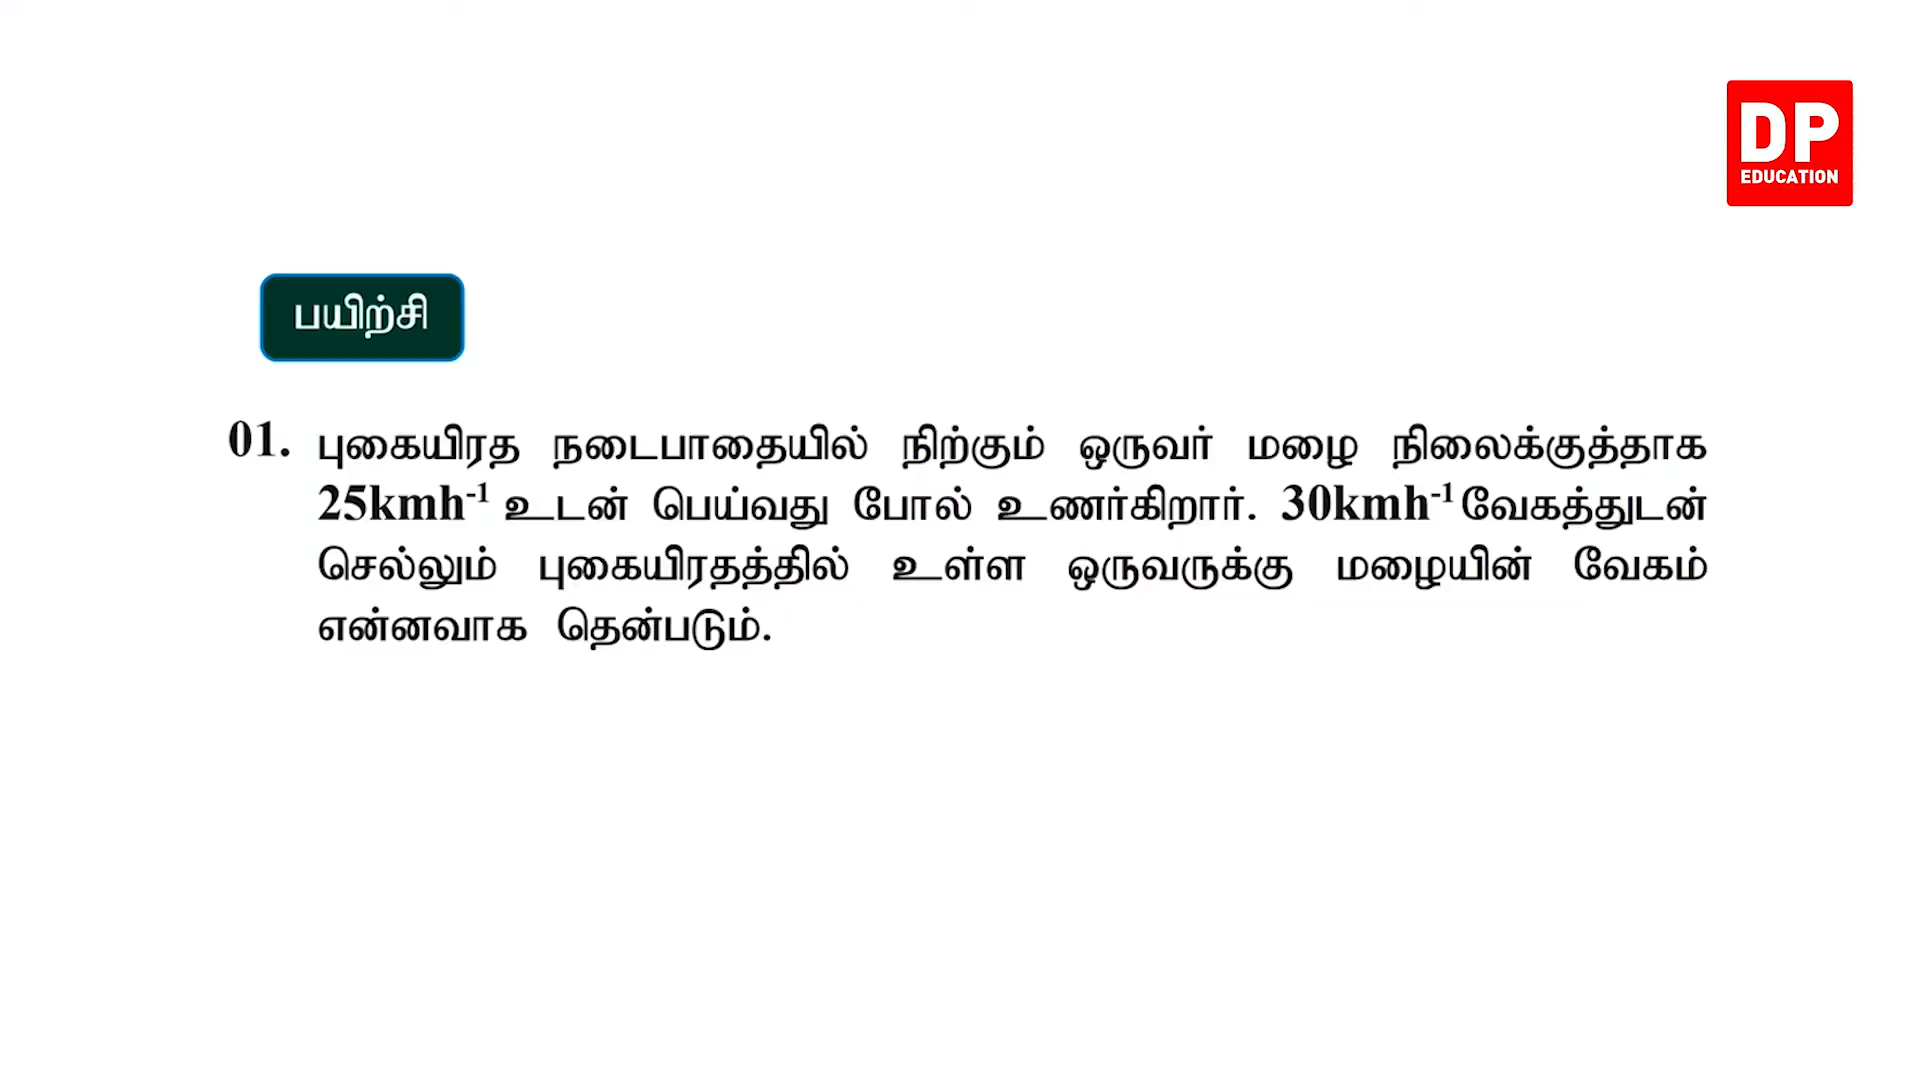 DP
EDUCATION
பயிற்சி
01. புகையிரத நடைபாதையில் நிற்கும் ஒருவர் மழை நிலைக்குத்தாக
25kmh⁻¹ உடன் பெய்வது போல் உணர்கிறார். 30kmh⁻¹ வேகத்துடன்
செல்லும் புகையிரதத்தில் உள்ள ஒருவருக்கு மழையின் வேகம்
என்னவாக தென்படும்.